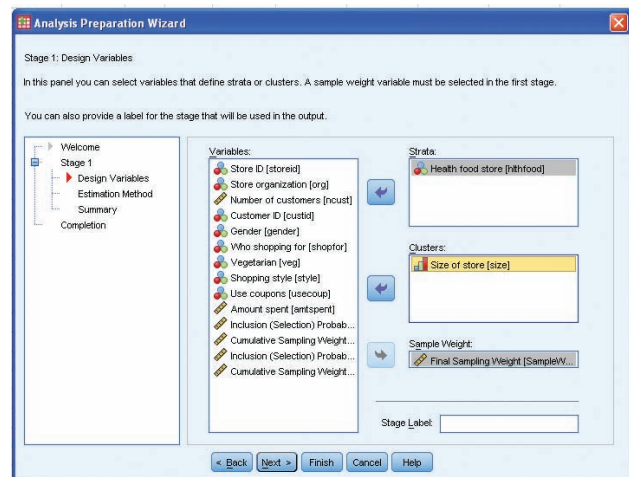 Analysis Preparation Wizard
Stage 1: Design Variables
In this panel you can select variables that define strata or clusters. A sample weight variable must be selected in the first stage.
You can also provide a label for the stage that will be used in the output.
Welcome
Stage 1
Design Variables
Estimation Method
Summary
Completion
Variables:
Store ID [storeid]
Store organization [org]
Number of customers [ncust]
Customer ID [custid]
Gender [gender]
Who shopping for [shopfor]
Vegetarian [veg]
Shopping style [style]
Use coupons [usecoup]
Amount spent [amtspent]
Inclusion (Selection) Probab...
Cumulative Sampling Weight...
Inclusion (Selection) Probab...
Cumulative Sampling Weight...
Strata:
Health food store [hlthfood]
Clusters:
Size of store [size]
Sample Weight:
Final Sampling Weight [SampleW...
Stage Label:
< Back Next > Finish Cancel Help